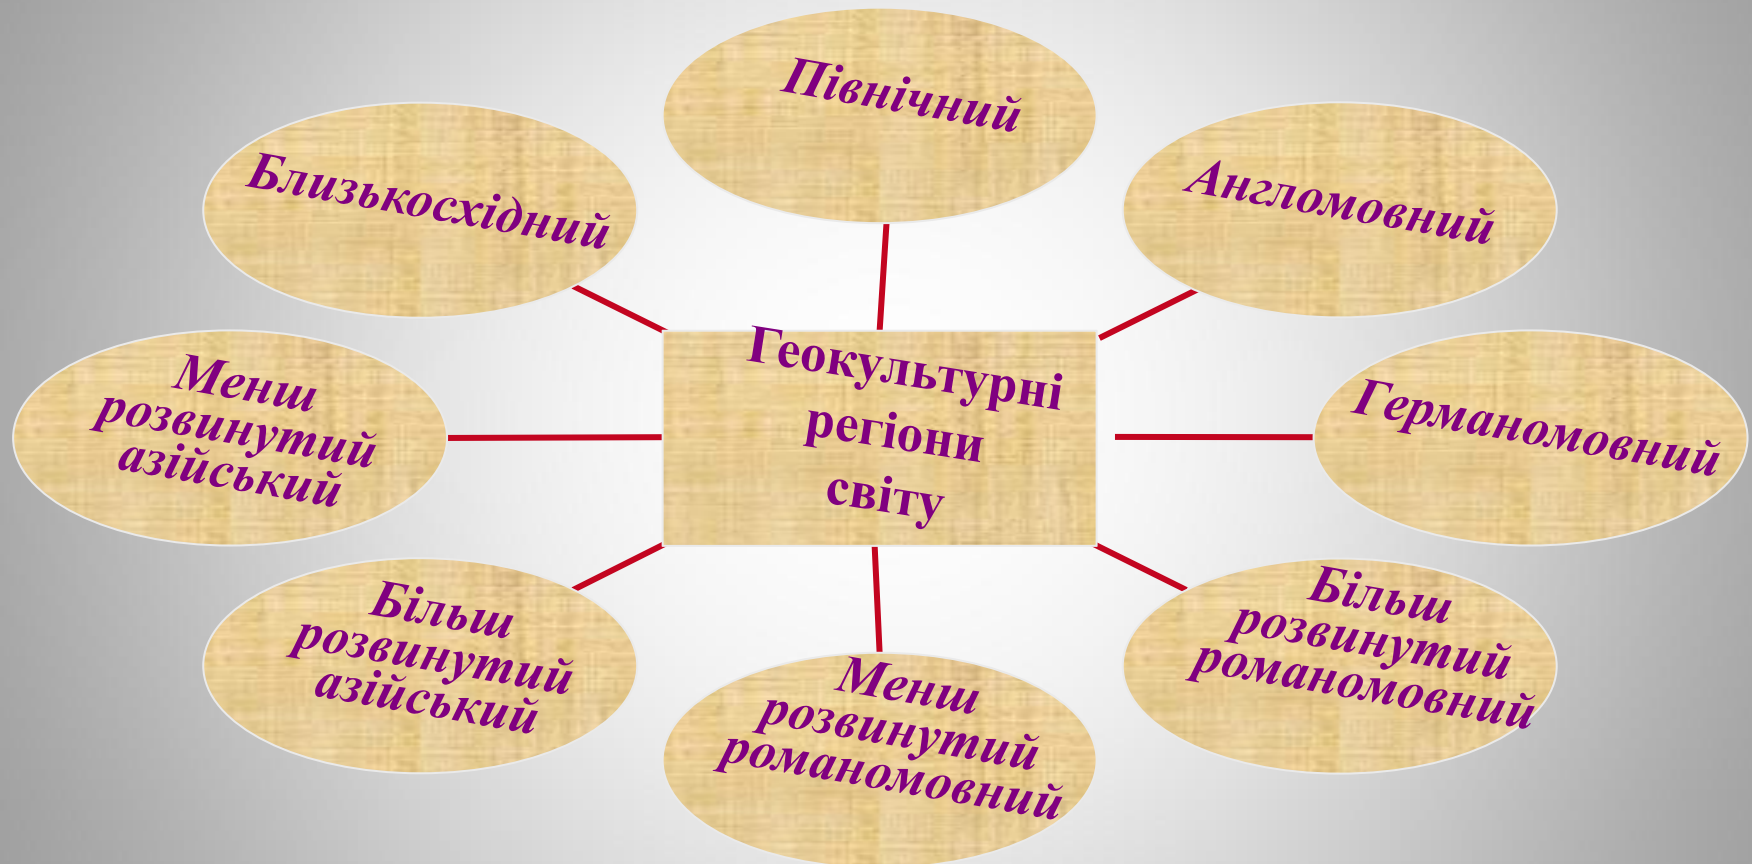 Північний
Близькосхідний
Англомовний
Геокультурні
регіони
світу
Менш
розвинутий
азійський
Германомовний
Більш
розвинутий
азійський
Більш
розвинутий
романомовний
Менш
розвинутий
романомовний